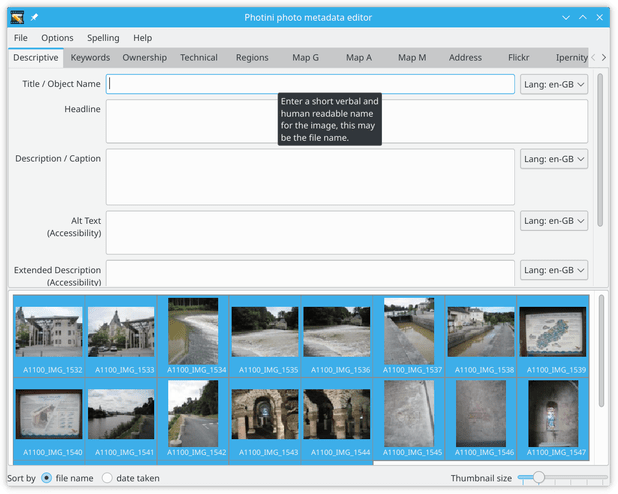 Photini photo metadata editor
File Options Spelling Help
Descriptive Keywords Ownership Technical Regions Map G Map A Map M Address Flickr Ipernity
Title / Object Name Lang: en-GB
Enter a short verbal and
human readable name
for the image, this may
be the file name.
Headline
Description / Caption Lang: en-GB
Alt Text
(Accessibility) Lang: en-GB
Extended Description
(Accessibility) Lang: en-GB
A1100_IMG_1532 A1100_IMG_1533 A1100_IMG_1534 A1100_IMG_1535 A1100_IMG_1536 A1100_IMG_1537 A1100_IMG_1538 A1100_IMG_1539
A1100_IMG_1540 A1100_IMG_1541 A1100_IMG_1542 A1100_IMG_1543 A1100_IMG_1544 A1100_IMG_1545 A1100_IMG_1546 A1100_IMG_1547
Sort by file name date taken Thumbnail size